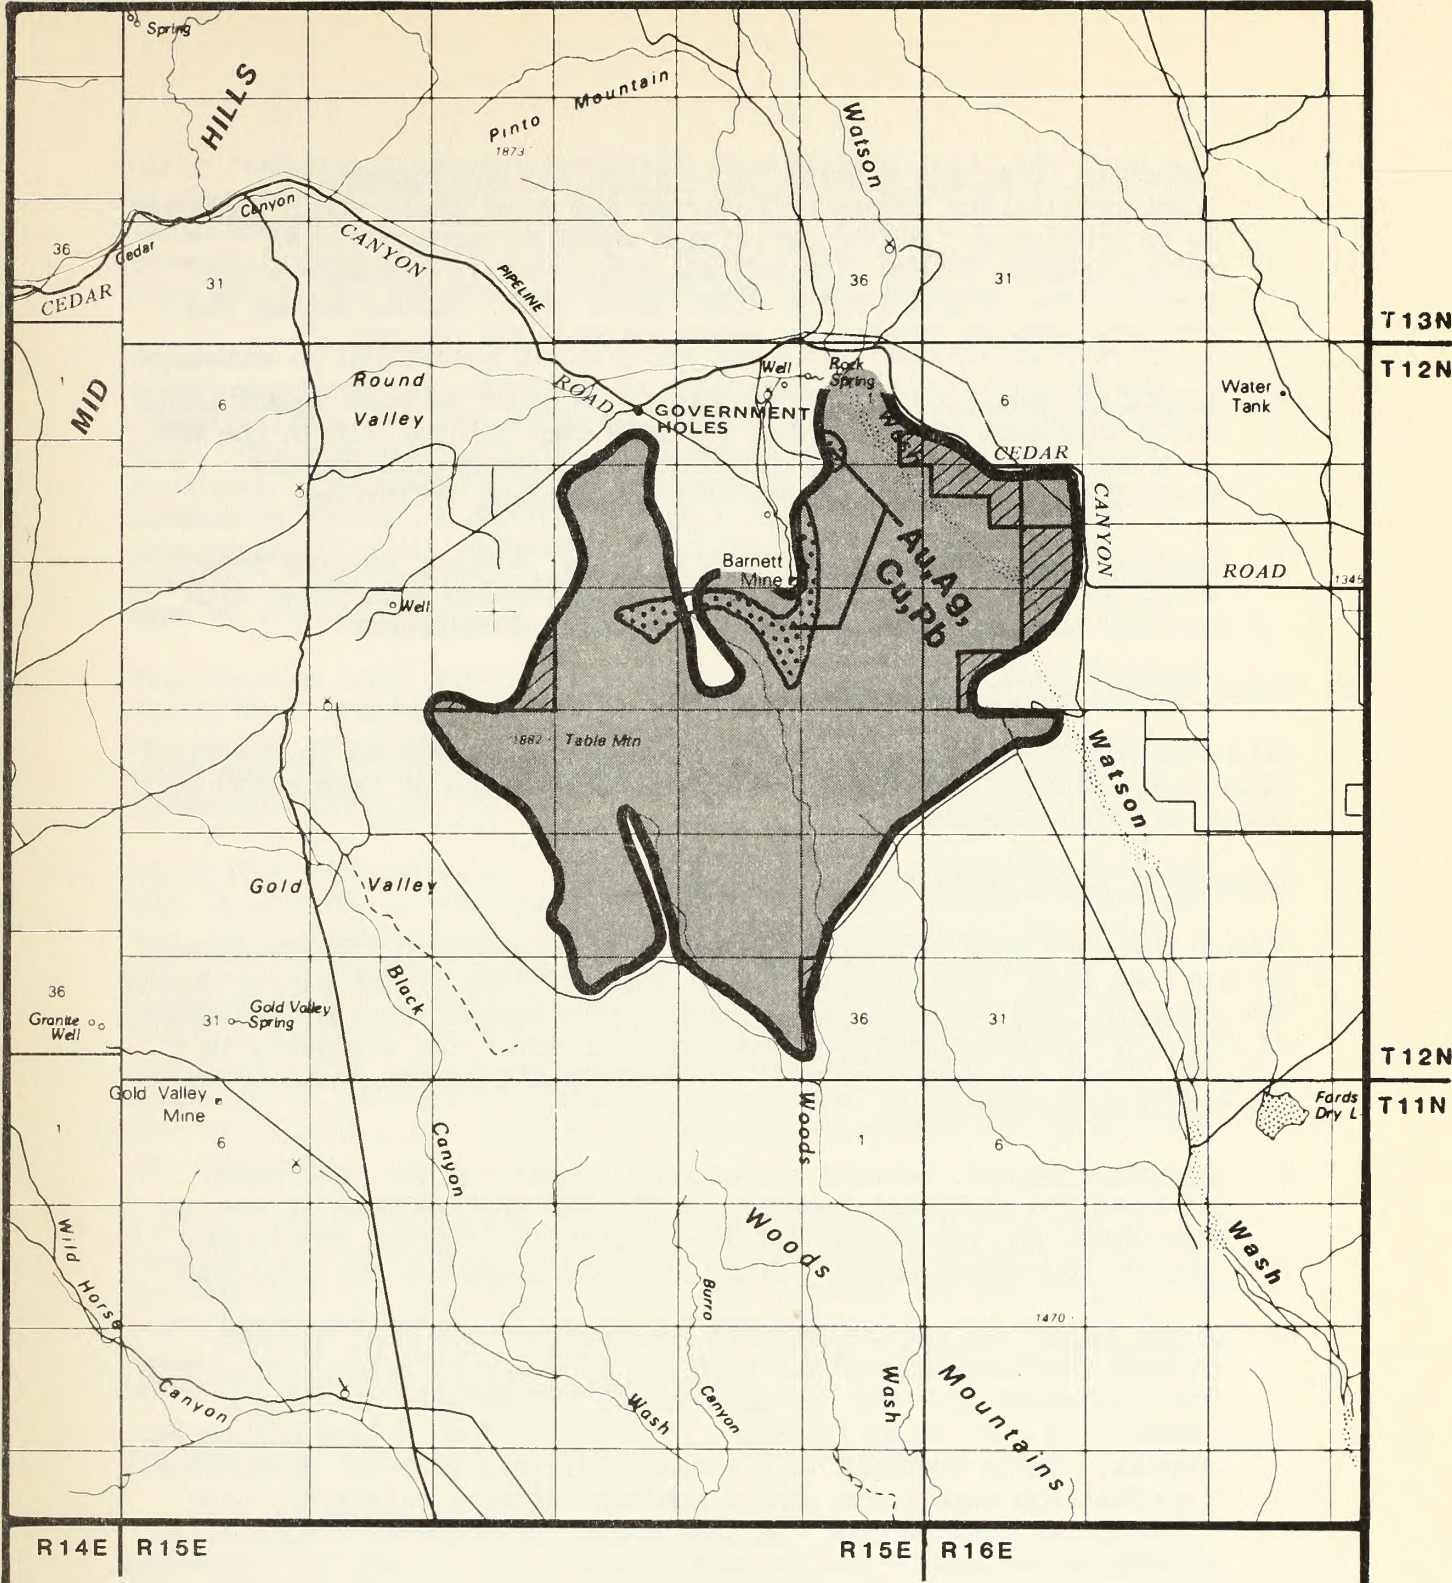 Spring
HILLS
Pinto Mountain
1873
Watson
Canyon
CANYON
36
Cedar
31
PIPELINE
36
31
CEDAR
T13N
T12N
MID
1
Round
Valley
6
ROAD
GOVERNMENT
HOLES
Well
Rock
Spring
1
Wash
6
Water
Tank
CEDAR
CANYON
ROAD
1345
Barnett
Mine
Au,Ag,
Cu,Pb
Well
1882
Table Mtn
Watson
Gold Valley
Black
36
Granite
Well
31
Gold Valley
Spring
36
31
T12N
T11N
Gold Valley
Mine
1
6
Canyon
Woods
1
6
Fords
Dry L
Wild
Horse
Canyon
Woods
Burro
Canyon
Wash
Wash
1470
Mountains
Wash
R14E
R15E
R15E
R16E